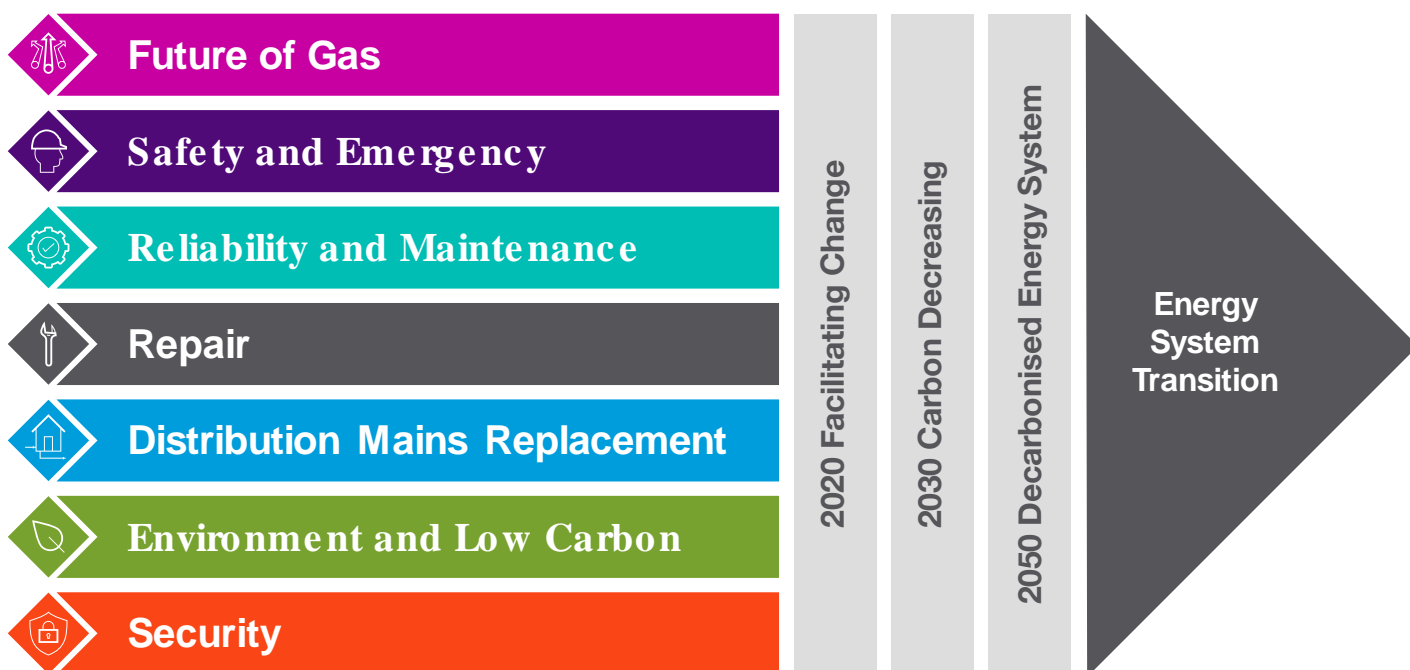 Future of Gas
Safety and Emergency
Reliability and Maintenance
Repair
Distribution Mains Replacement
Environment and Low Carbon
Security
2020 Facilitating Change
2030 Carbon Decreasing
2050 Decarbonised Energy System
Energy
System
Transition